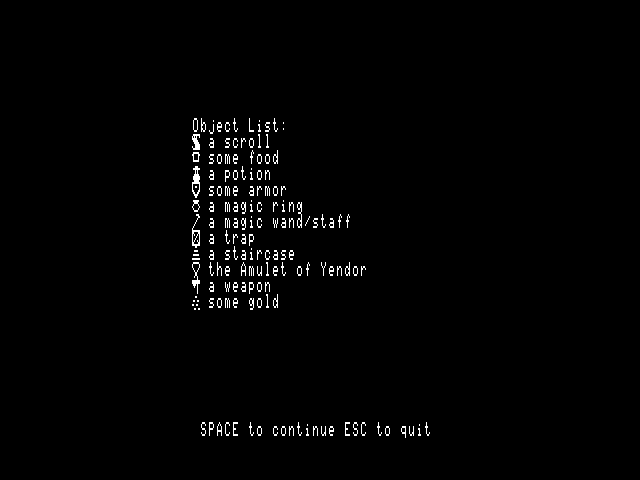 Object List:
a scroll
some food
a potion
some armor
a magic ring
a magic wand/staff
a trap
a staircase
the Amulet of Yendor
a weapon
some gold
SPACE to continue ESC to quit